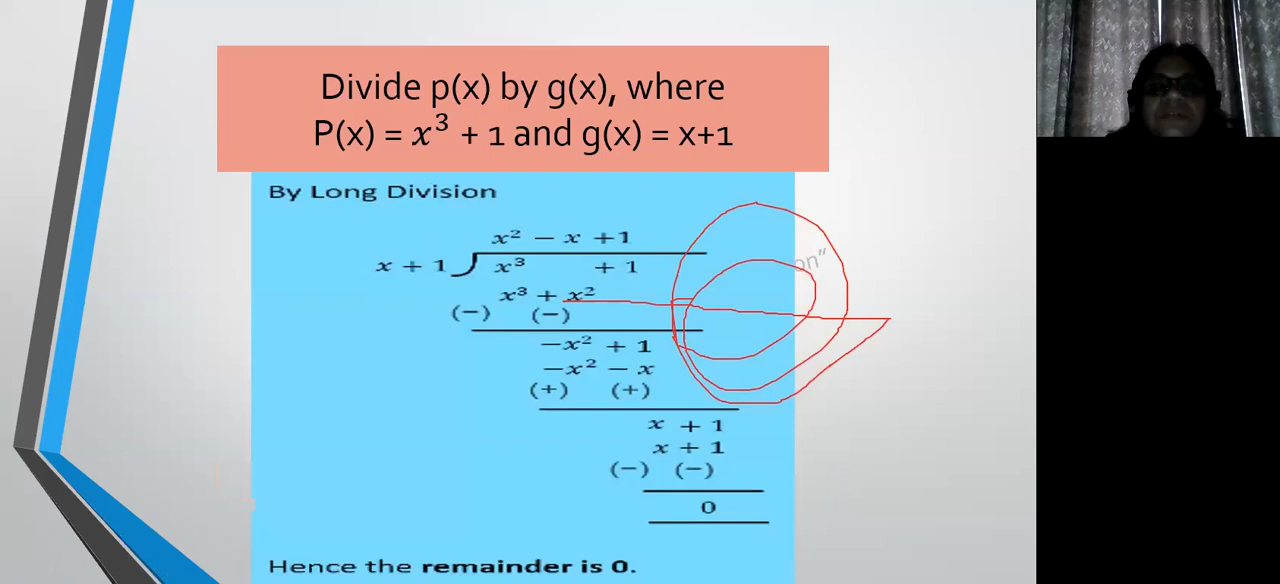 Divide p(x) by g(x), where
P(x) = x³ + 1 and g(x) = x+1
By Long Division
x² − x +1
x + 1 ) x³ + 1
x³ + x²
(−) (−)
−x² + 1
−x² − x
(+) (+)
x + 1
x + 1
(−) (−)
0
Hence the remainder is 0.